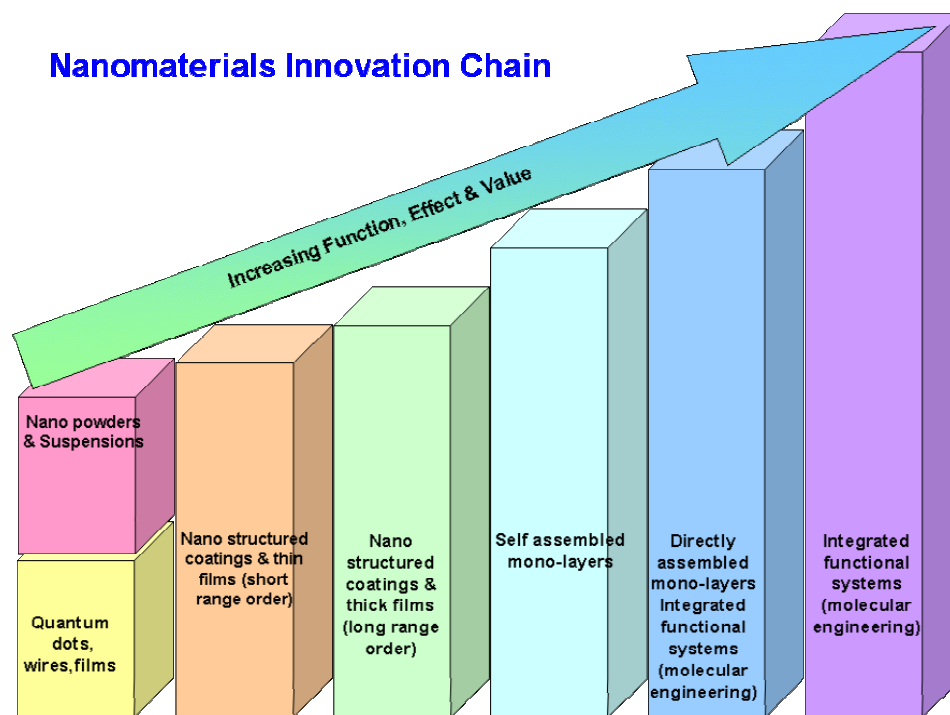 Nanomaterials Innovation Chain
Increasing Function, Effect & Value
Nano powders
& Suspensions
Quantum
dots,
wires,films
Nano structured
coatings & thin
films (short
range order)
Nano
structured
coatings &
thick films
(long range
order)
Self assembled
mono-layers
Directly
assembled
mono-layers
Integrated
functional
systems
(molecular
engineering)
Integrated
functional
systems
(molecular
engineering)